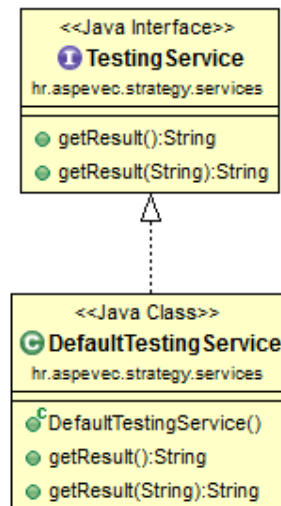 <<Java Interface>>
I TestingService
hr.aspevec.strategy.services
getResult():String
getResult(String):String
<<Java Class>>
C DefaultTestingService
hr.aspevec.strategy.services
C DefaultTestingService()
getResult():String
getResult(String):String